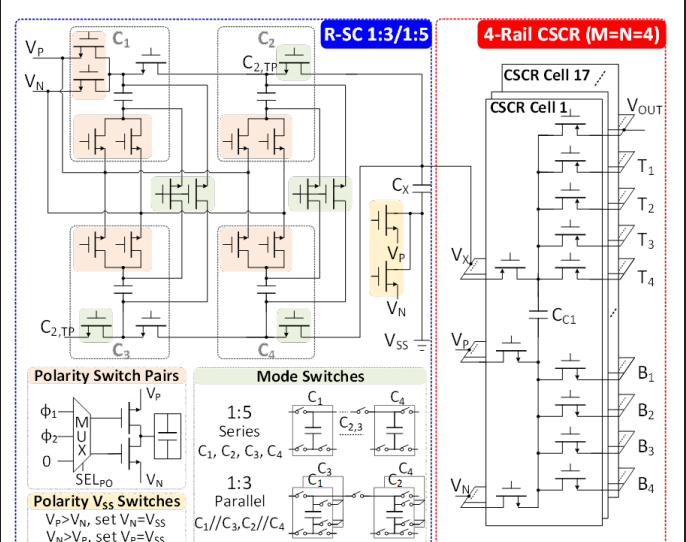 R-SC 1:3/1:5
4-Rail CSCR (M=N=4)
C1
C2
VP
VN
C2,TP
CX
VP
VN
VSS
C2,TP
C3
C4
CSCR Cell 17
CSCR Cell 1
VOUT
T1
T2
T3
T4
VX
CC1
VP
B1
B2
B3
B4
VN
Polarity Switch Pairs
ϕ1
ϕ2
0
MUX
SELPO
VP
VN
Polarity VSS Switches
VP>VN, set VN=VSS
VN>VP, set VP=VSS
Mode Switches
1:5
Series
C1, C2, C3, C4
C1
C2,3
C4
1:3
Parallel
C1//C3,C2//C4
C3
C1
C4
C2